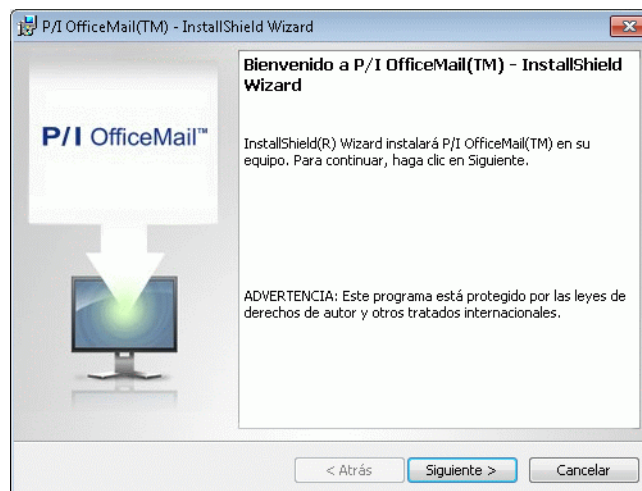 P/I OfficeMail(TM) - InstallShield Wizard
P/I OfficeMail™
Bienvenido a P/I OfficeMail(TM) - InstallShield
Wizard
InstallShield(R) Wizard instalará P/I OfficeMail(TM) en su
equipo. Para continuar, haga clic en Siguiente.
ADVERTENCIA: Este programa está protegido por las leyes de
derechos de autor y otros tratados internacionales.
< Atrás
Siguiente >
Cancelar